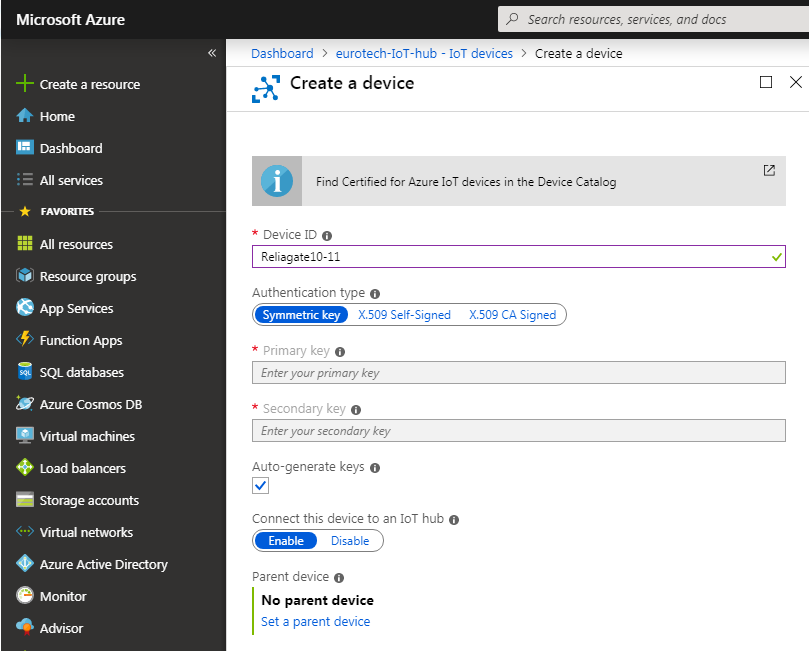 Microsoft Azure
Search resources, services, and docs
«
Create a resource
Home
Dashboard
All services
FAVORITES
All resources
Resource groups
App Services
Function Apps
SQL databases
Azure Cosmos DB
Virtual machines
Load balancers
Storage accounts
Virtual networks
Azure Active Directory
Monitor
Advisor
Dashboard > eurotech-IoT-hub - IoT devices > Create a device
Create a device
Find Certified for Azure IoT devices in the Device Catalog
* Device ID
Reliagate10-11
Authentication type
Symmetric key X.509 Self-Signed X.509 CA Signed
* Primary key
Enter your primary key
* Secondary key
Enter your secondary key
Auto-generate keys
Connect this device to an IoT hub
Enable Disable
Parent device
No parent device
Set a parent device